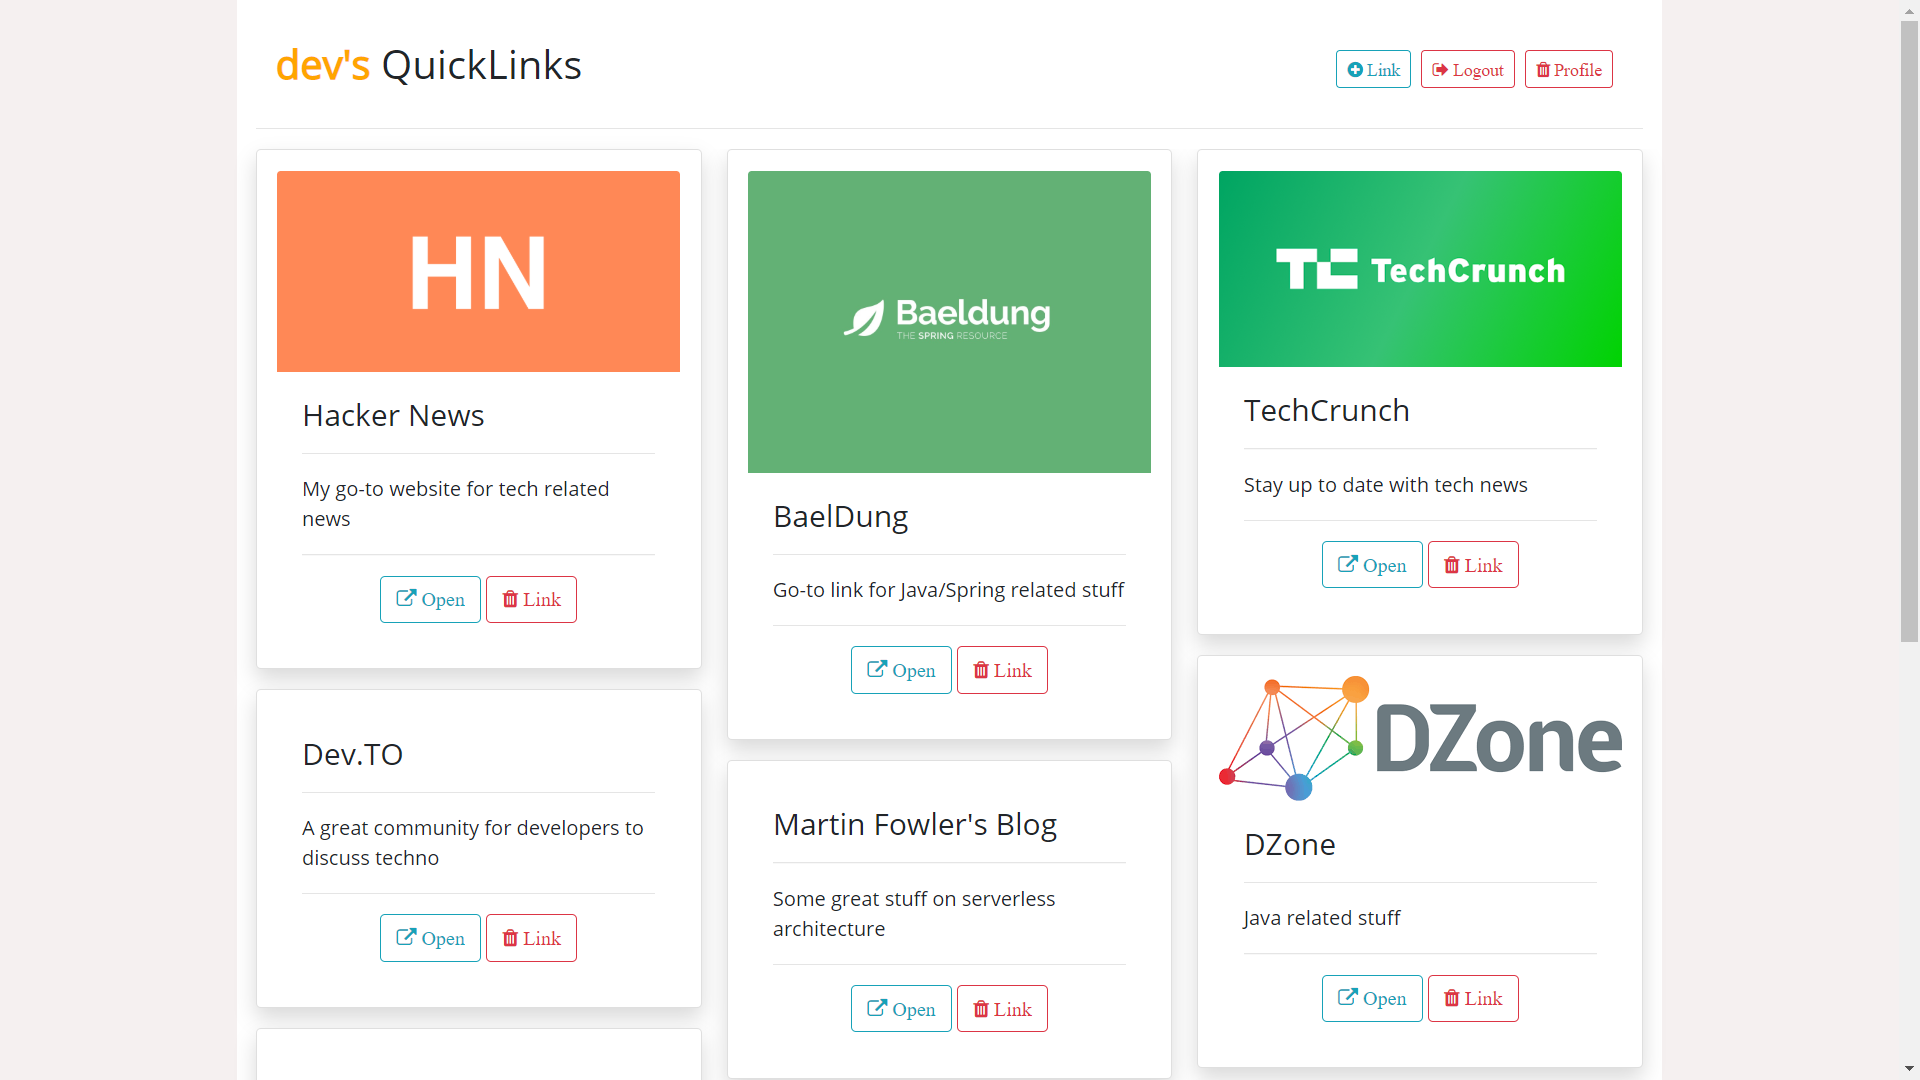 dev's QuickLinks
Link
Logout
Profile
HN
Hacker News
My go-to website for tech related
news
Open
Link
Baeldung
THE SPRING RESOURCE
BaelDung
Go-to link for Java/Spring related stuff
Open
Link
TC TechCrunch
TechCrunch
Stay up to date with tech news
Open
Link
Dev.TO
A great community for developers to
discuss techno
Open
Link
Martin Fowler's Blog
Some great stuff on serverless
architecture
Open
Link
DZone
DZone
Java related stuff
Open
Link